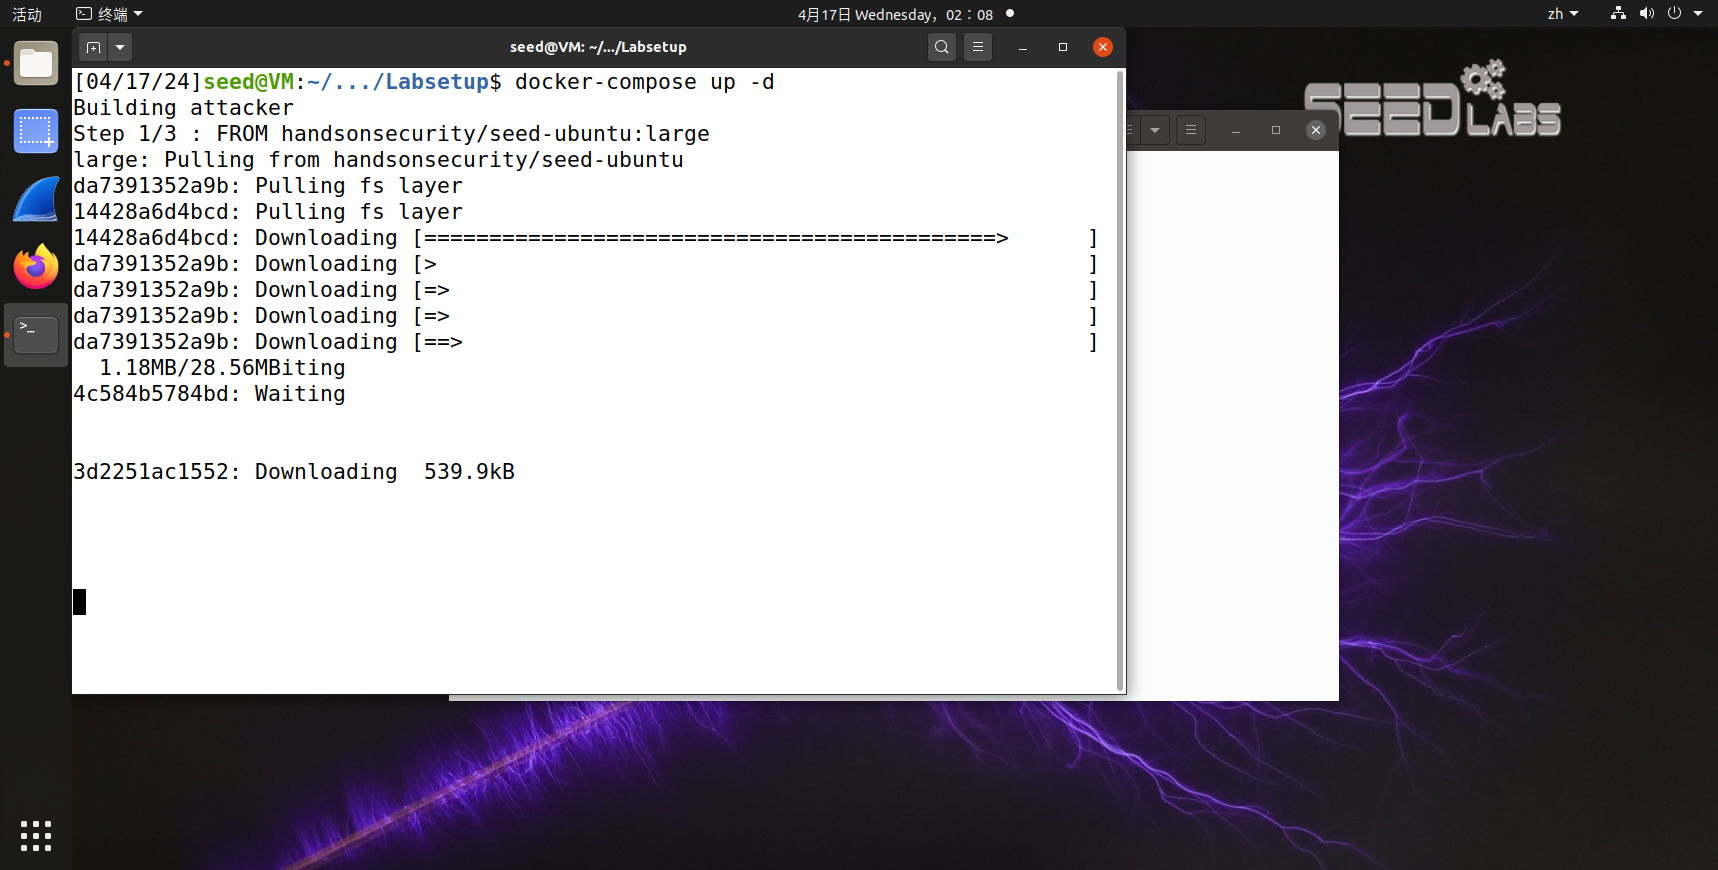 活动
终端
4月17日 Wednesday, 02：08
zh
seed@VM: ~/.../Labsetup
[04/17/24]seed@VM:~/.../Labsetup$ docker-compose up -d
Building attacker
Step 1/3 : FROM handsonsecurity/seed-ubuntu:large
large: Pulling from handsonsecurity/seed-ubuntu
da7391352a9b: Pulling fs layer
14428a6d4bcd: Pulling fs layer
14428a6d4bcd: Downloading [============================================>      ]
da7391352a9b: Downloading [>                                                  ]
da7391352a9b: Downloading [=>                                                 ]
da7391352a9b: Downloading [=>                                                 ]
da7391352a9b: Downloading [==>                                                ]
  1.18MB/28.56MBiting
4c584b5784bd: Waiting
3d2251ac1552: Downloading  539.9kB
SEED LABS